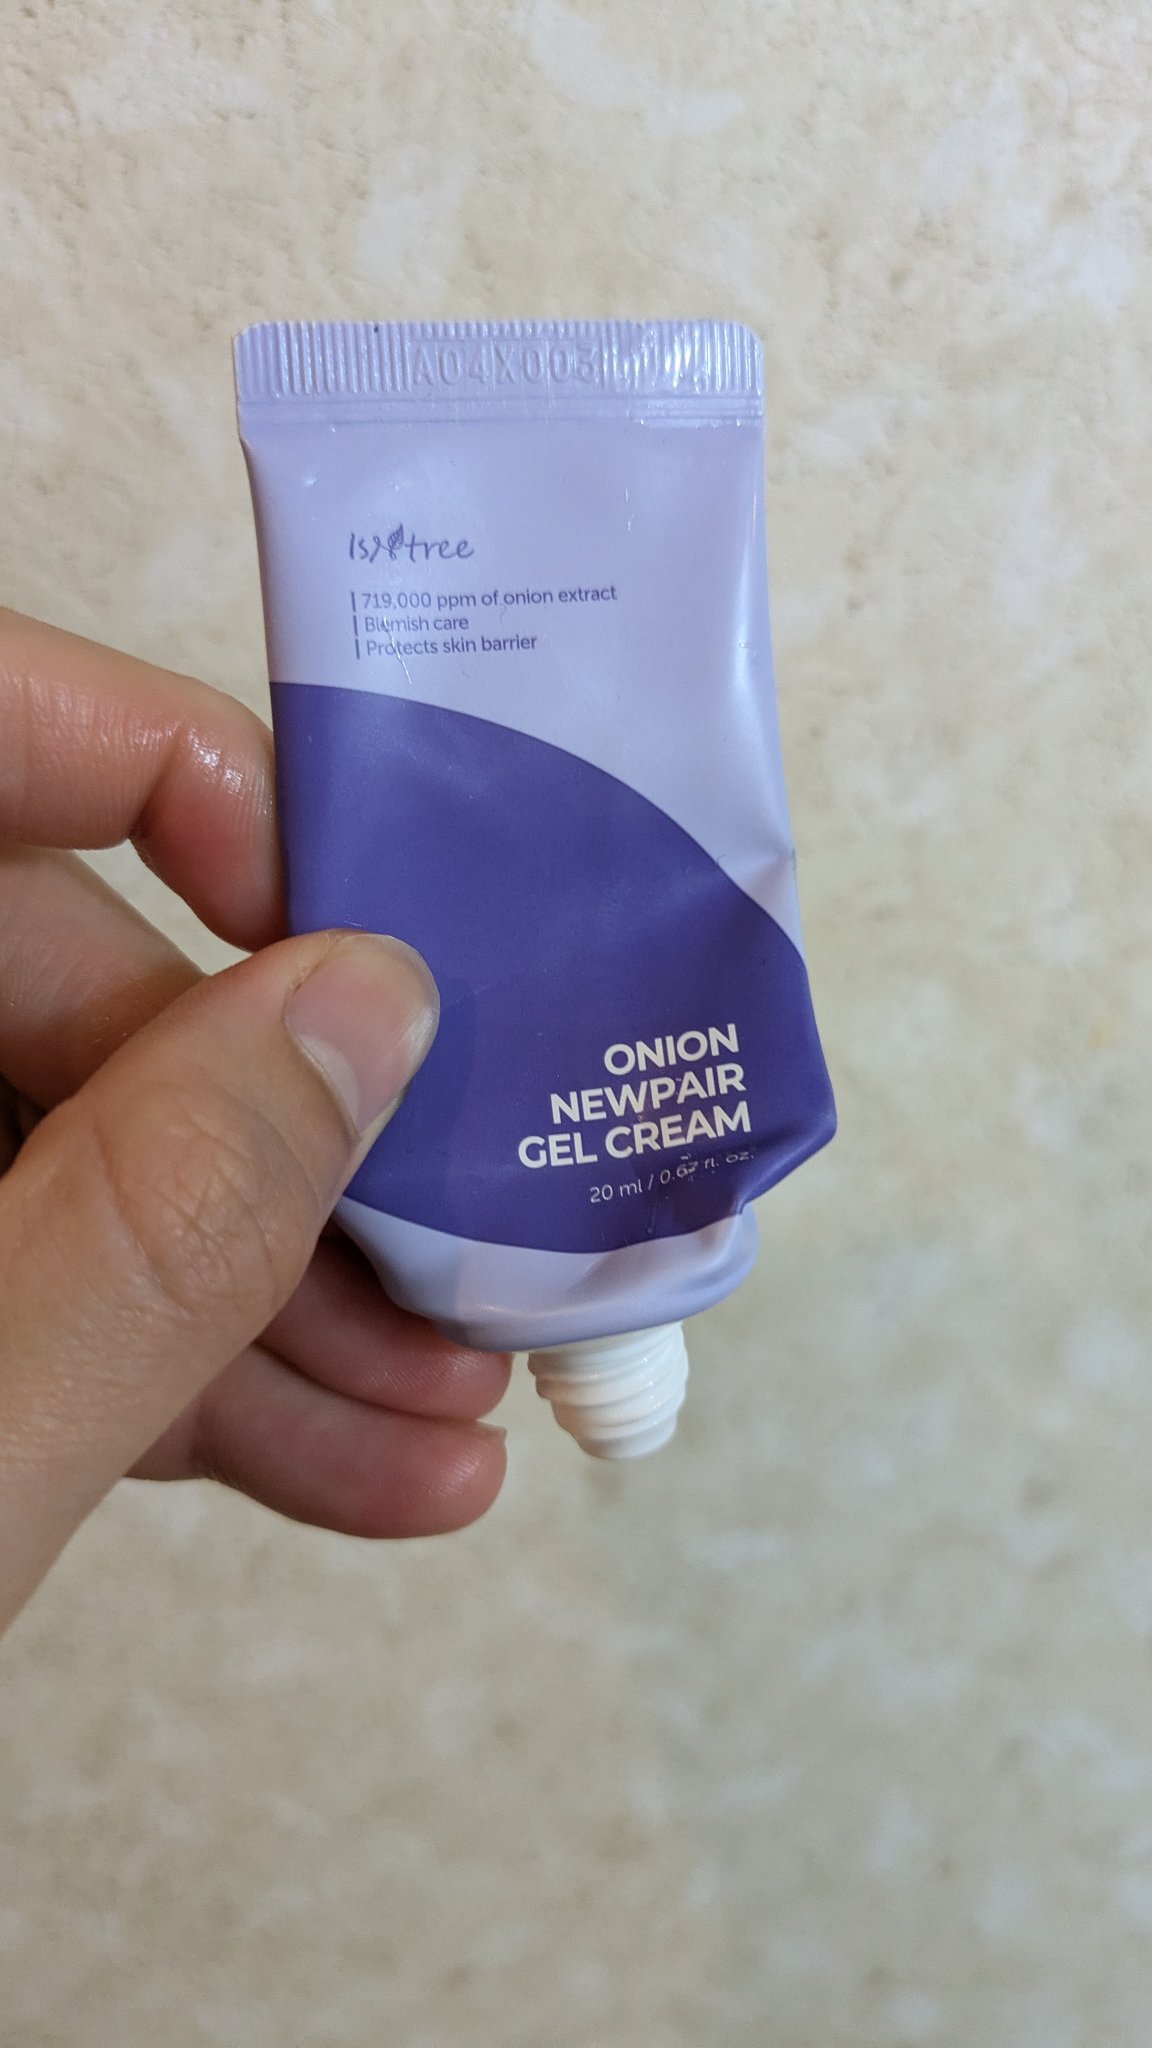 A04X003
Isntree
719,000 ppm of onion extract
Blemish care
Protects skin barrier
ONION
NEWPAIR
GEL CREAM
20 ml / 0.67 fl. oz.